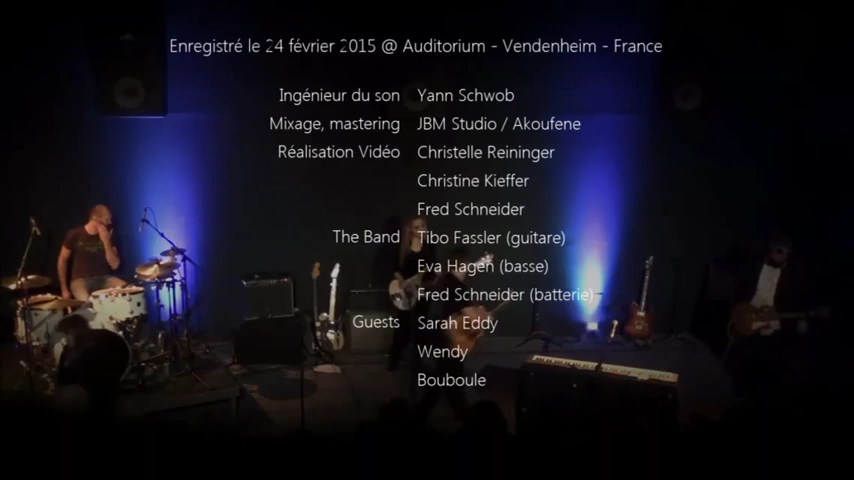 Enregistré le 24 février 2015 @ Auditorium - Vendenheim - France
Ingénieur du son Yann Schwob
Mixage, mastering JBM Studio / Akoufene
Réalisation Vidéo Christelle Reininger
Christine Kieffer
Fred Schneider
The Band Tibo Fassler (guitare)
Eva Hagen (basse)
Fred Schneider (batterie)
Guests Sarah Eddy
Wendy
Bouboule